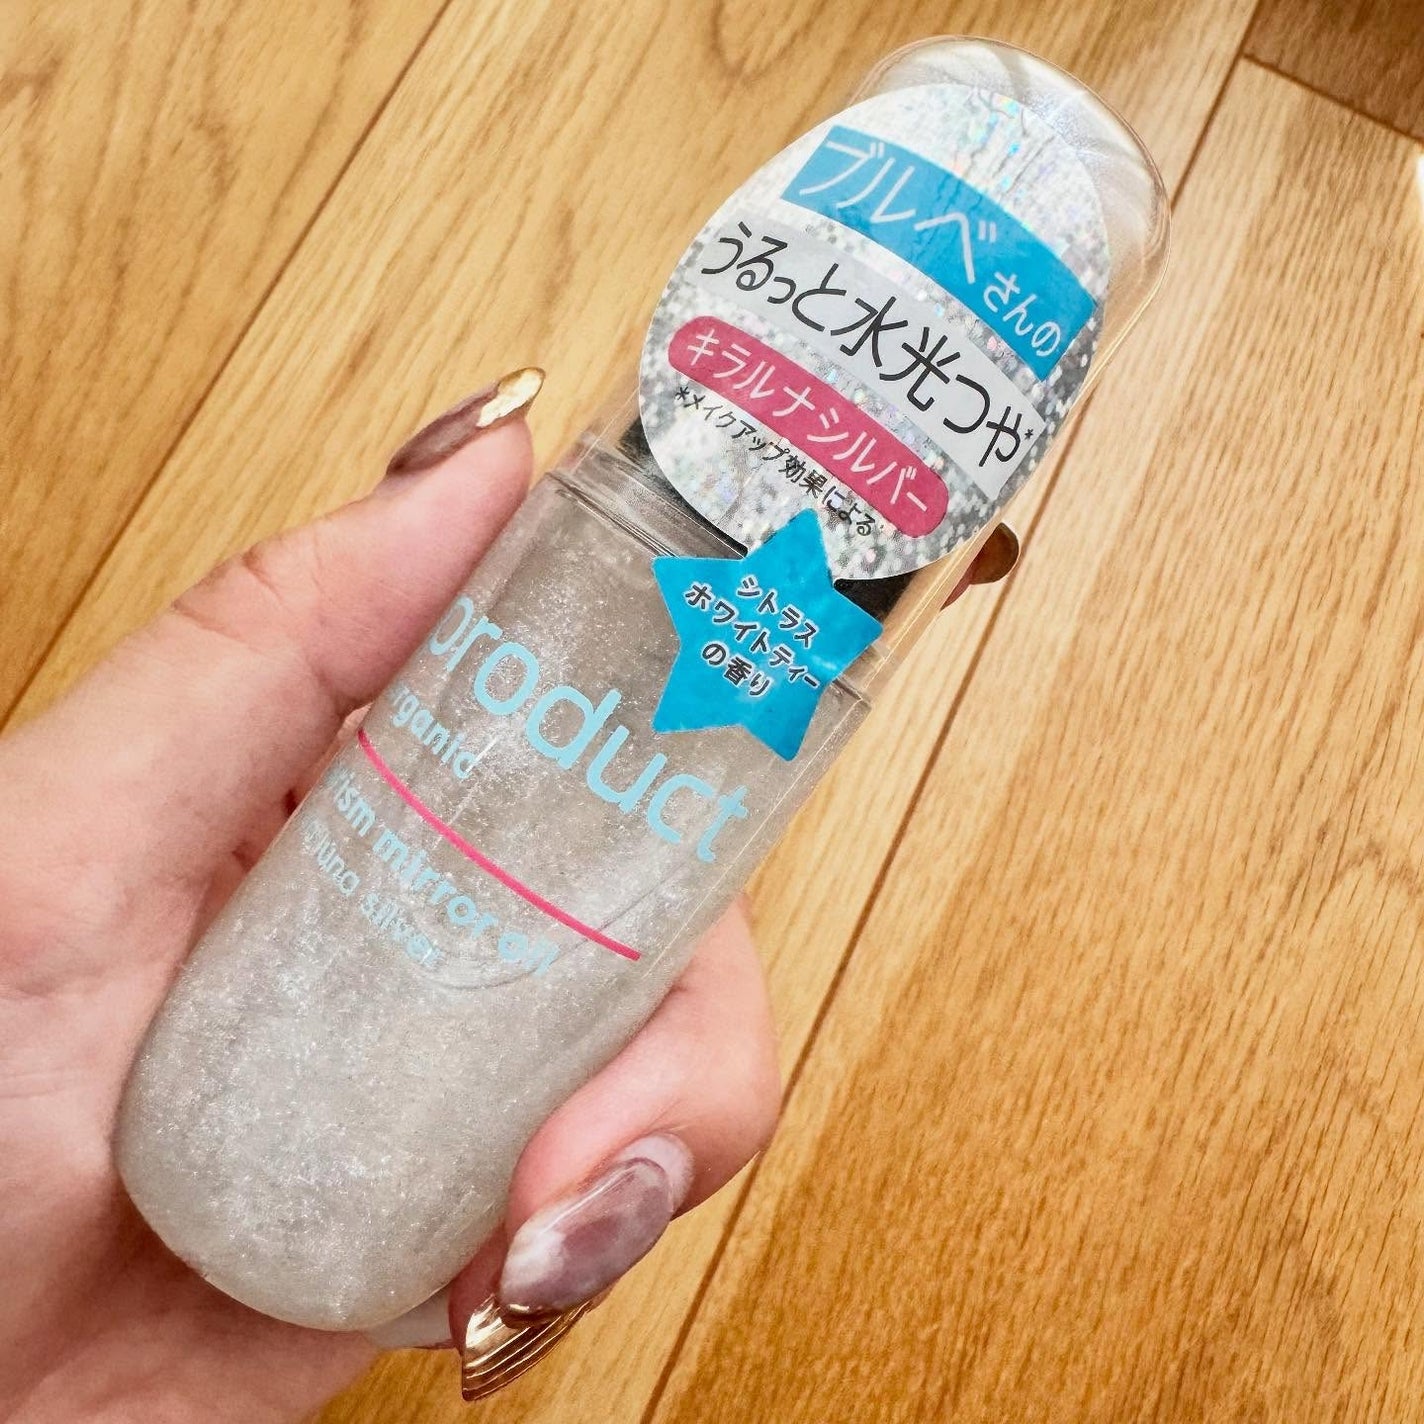 ブルベさんの
うるっと水光つや*
キラルナシルバー
*メイクアップ効果による
シトラス
ホワイトティー
の香り
product
organic
mirror oil
silver